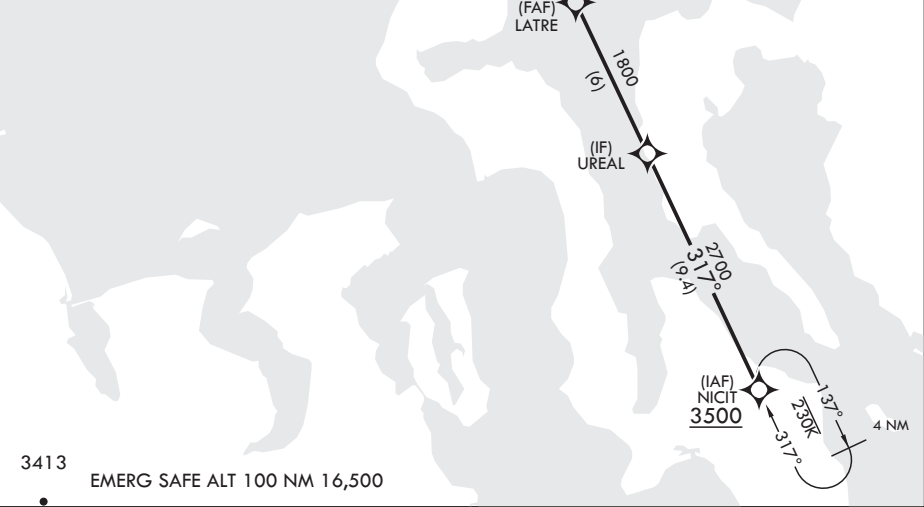 (FAF)
LATRE
1800
(6)
(IF)
UREAL
2700
317°
(9.4)
(IAF)
NICIT
3500
137°
230K
4 NM
317°
3413
EMERG SAFE ALT 100 NM 16,500